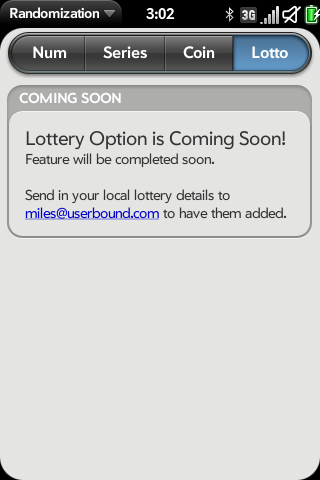 Randomization 3:02 3G
Num Series Coin Lotto
COMING SOON
Lottery Option is Coming Soon!
Feature will be completed soon.
Send in your local lottery details to
miles@userbound.com to have them added.